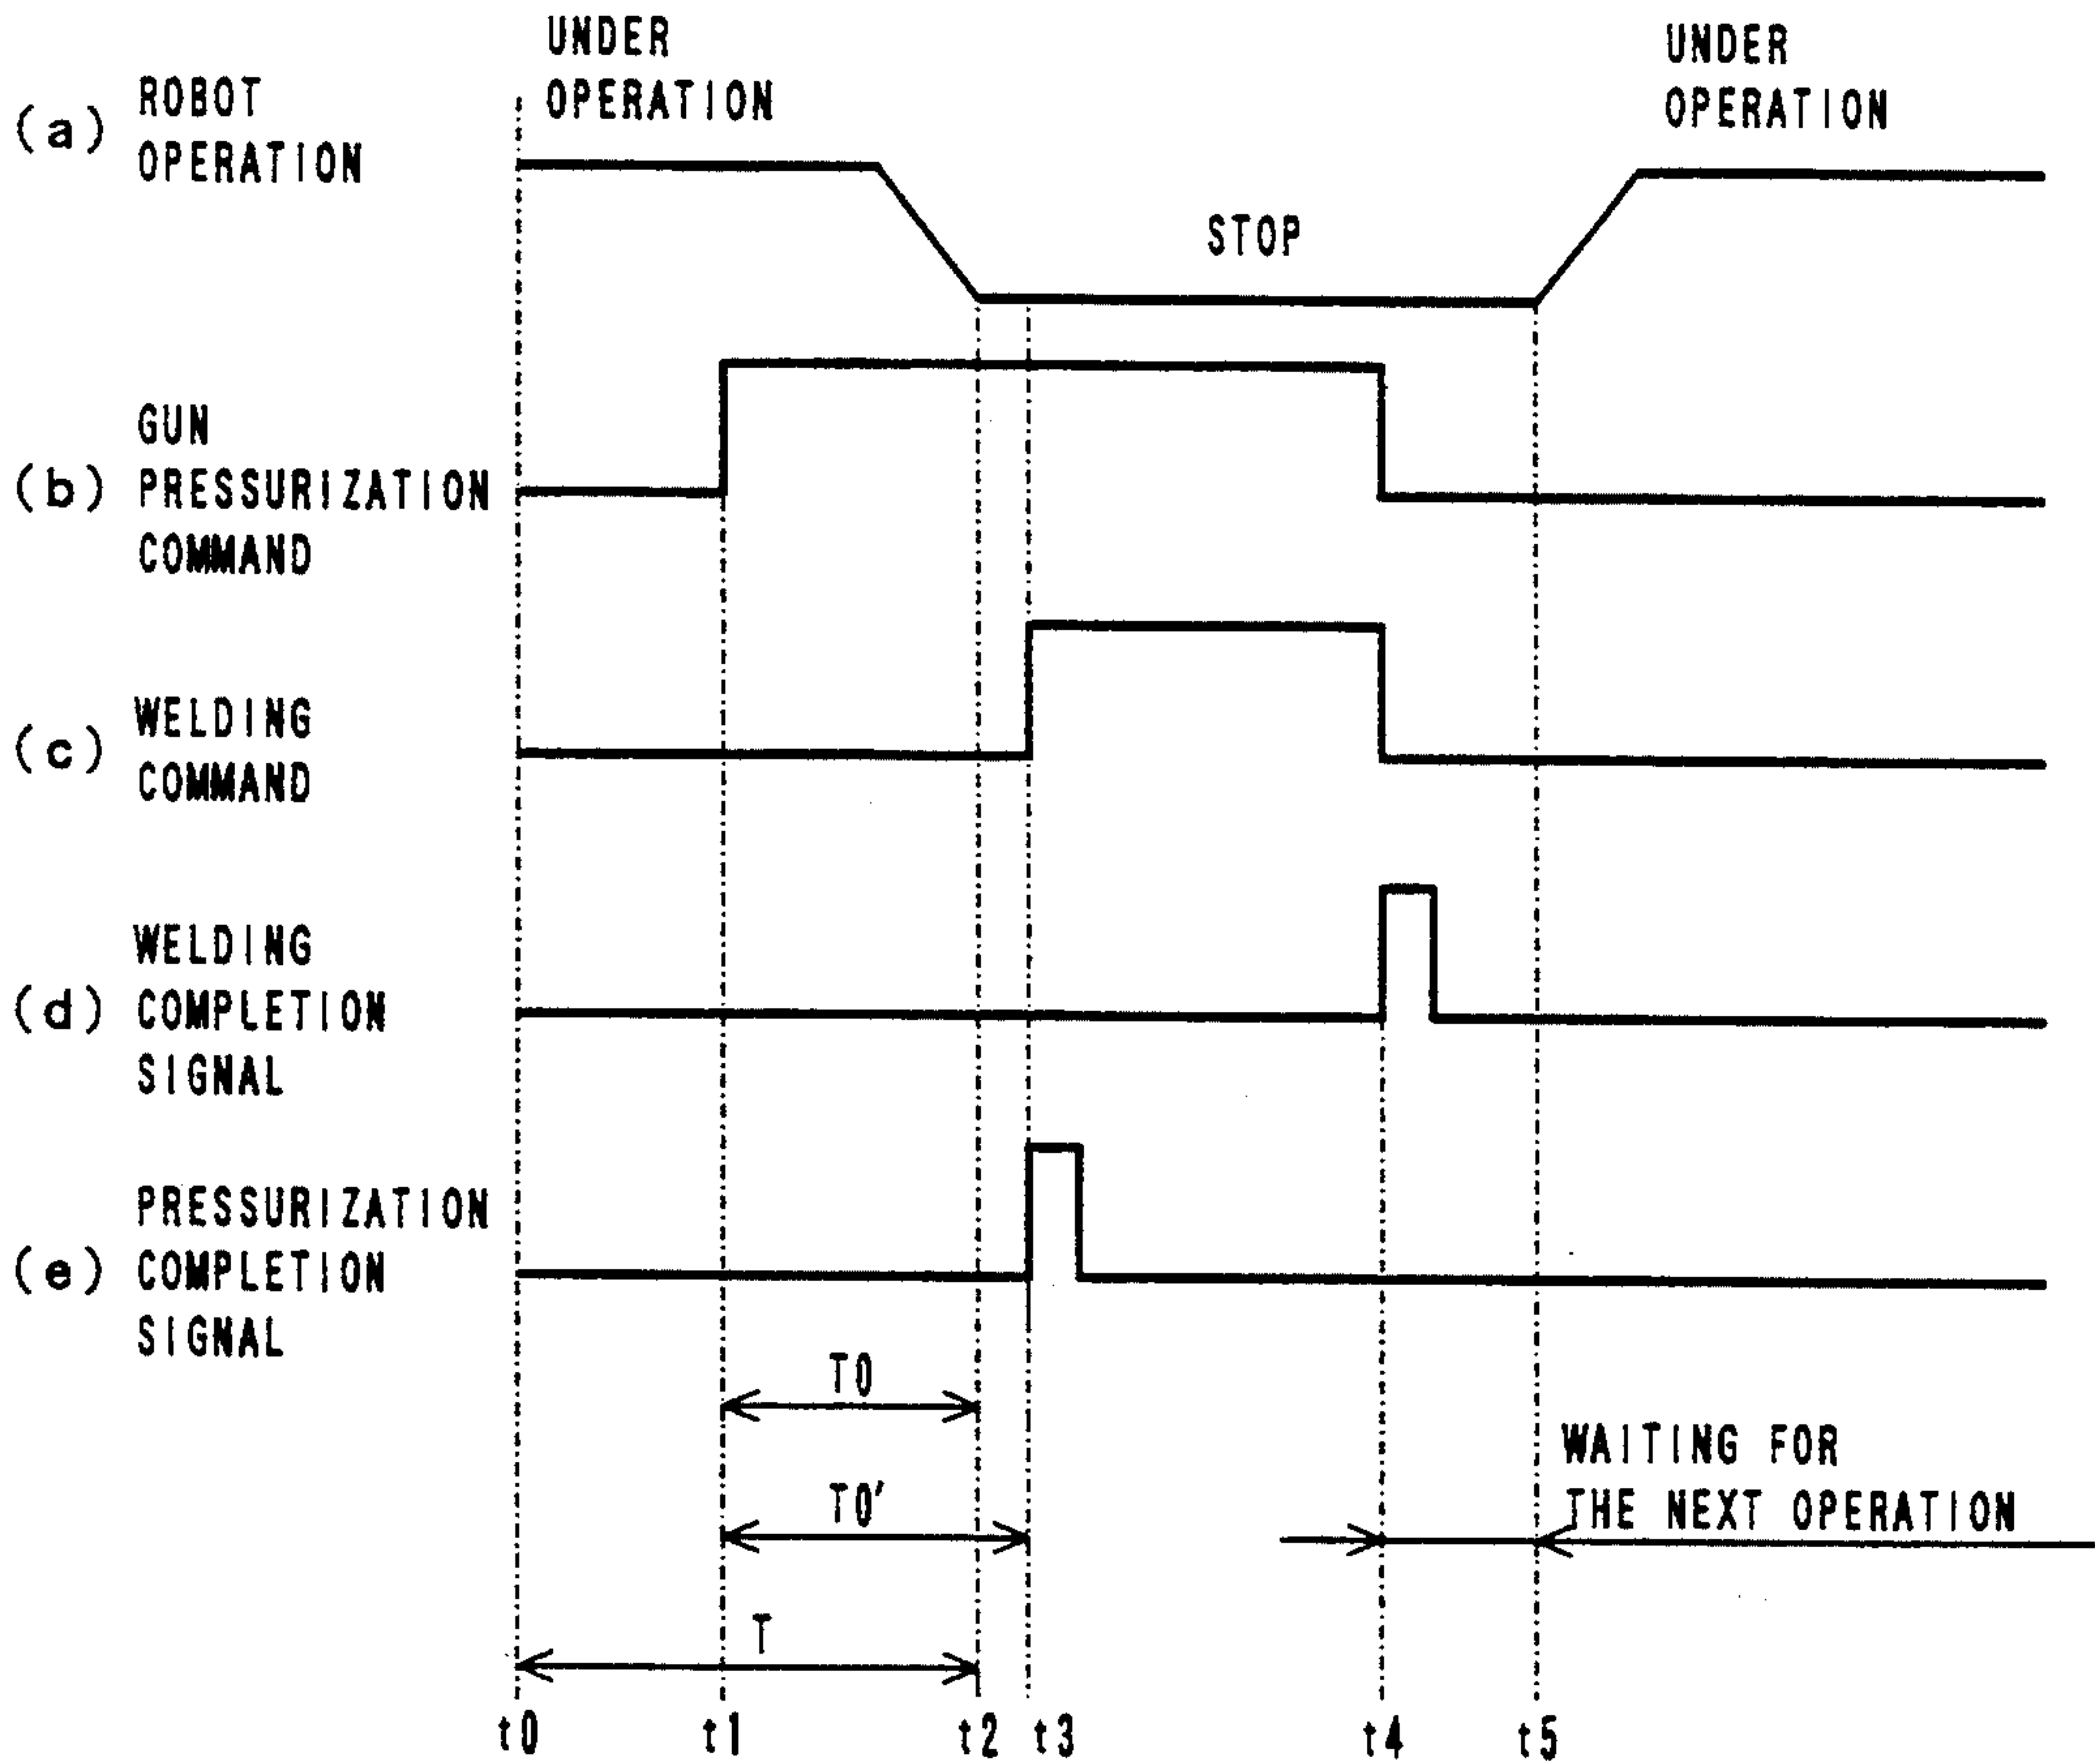 UNDER
OPERATION
UNDER
OPERATION
(a) ROBOT
OPERATION
STOP
(b) GUN
PRESSURIZATION
COMMAND
(c) WELDING
COMMAND
(d) WELDING
COMPLETION
SIGNAL
(e) PRESSURIZATION
COMPLETION
SIGNAL
T0
T0'
WAITING FOR
THE NEXT OPERATION
T
t0 t1 t2 t3 t4 t5